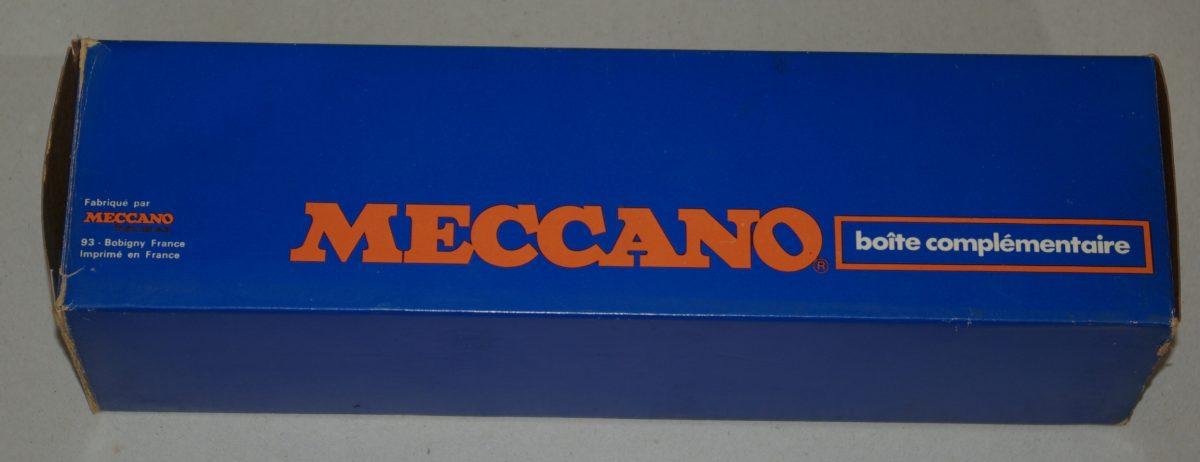 Fabriqué par
MECCANO
93 - Bobigny France
Imprimé en France
MECCANO®
boîte complémentaire